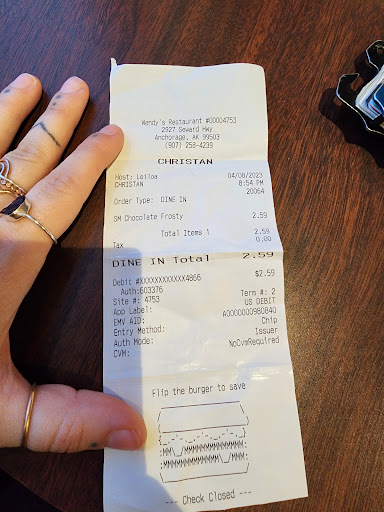 Wendy's Restaurant #00004753
2927 Seward Hwy
Anchorage, AK 99503
(907) 258-4239
CHRISTAN
Host: Leiloa 04/08/2023
CHRISTAN 8:54 PM
20064
Order Type: DINE IN
SM Chocolate Frosty 2.59
Total Items 1 2.59
Tax 0.00
DINE IN Total 2.59
Debit #XXXXXXXXXXXX4866 $2.59
Auth:603376
Site #: 4753 Term #: 2
App Label: US DEBIT
EMV AID: A0000000980840
Entry Method: Chip
Auth Mode: Issuer
CVM: NoCvmRequired
Flip the burger to save
--- Check Closed ---